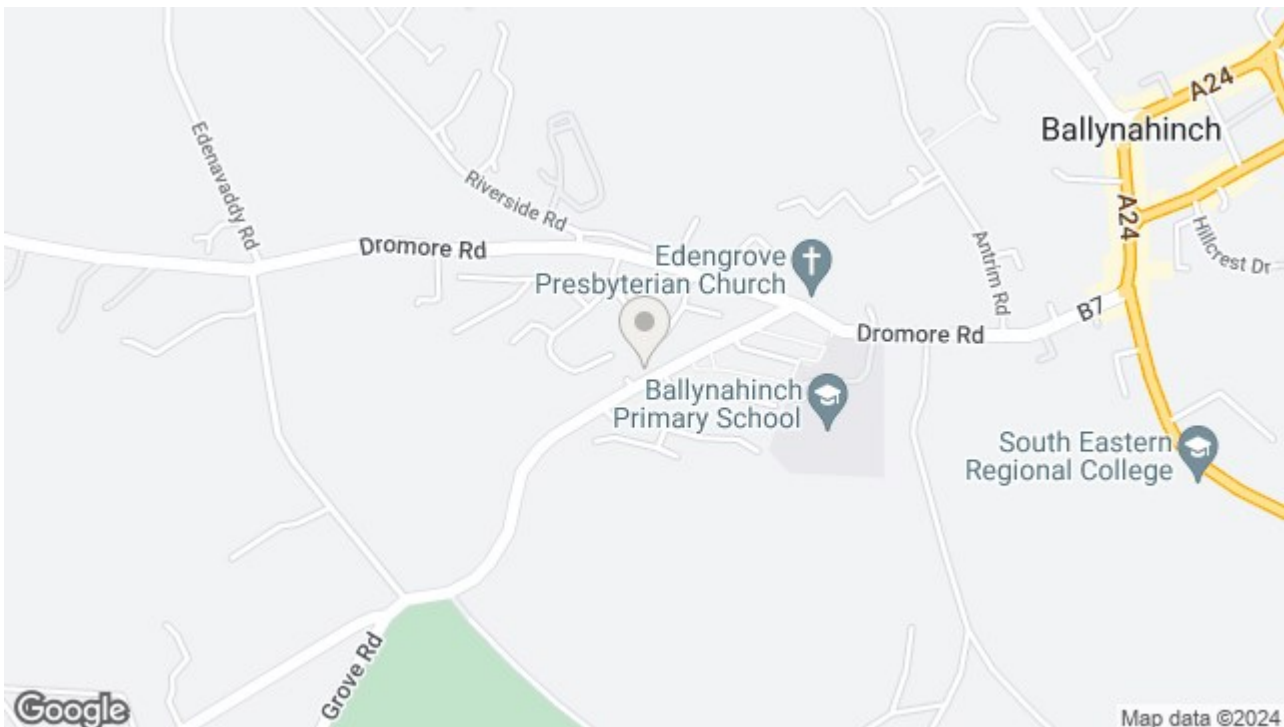 A24
Ballynahinch
Edenavaddy Rd
Riverside Rd
A24
Hillcrest Dr
Dromore Rd
Edengrove
Presbyterian Church
Antrim Rd
B7
Dromore Rd
Ballynahinch
Primary School
South Eastern
Regional College
Grove Rd
Google
Map data ©2024